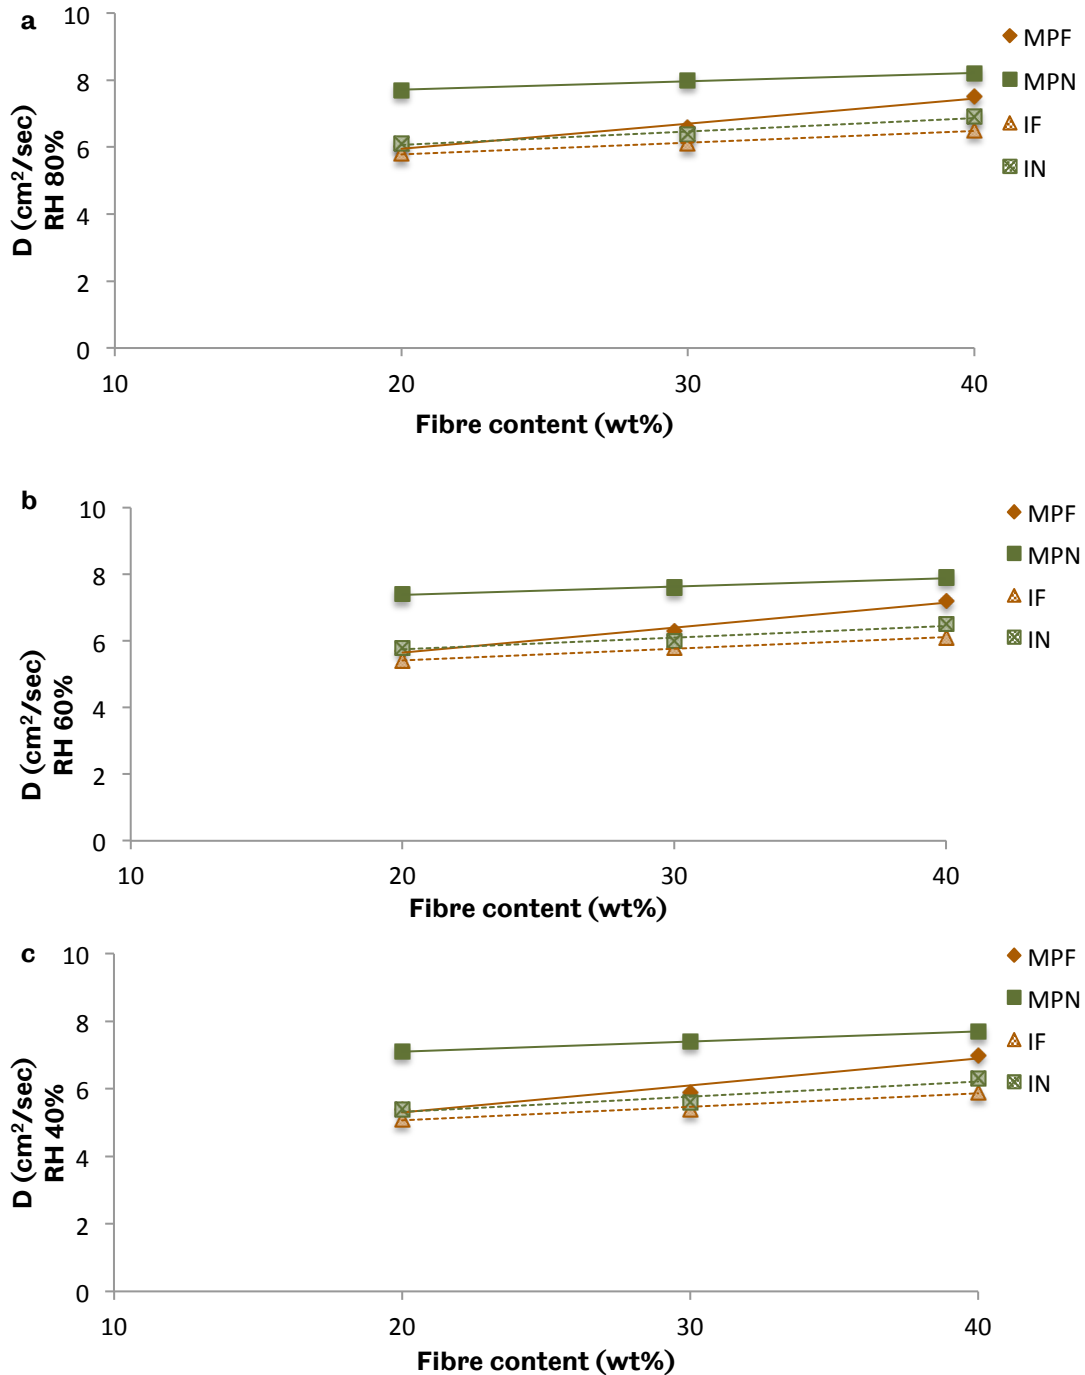 a
10
8
6
4
2
0
D (cm²/sec)
RH 80%
10 20 30 40
Fibre content (wt%)
MPF
MPN
IF
IN
b
10
8
6
4
2
0
D (cm²/sec)
RH 60%
10 20 30 40
Fibre content (wt%)
MPF
MPN
IF
IN
c
10
8
6
4
2
0
D (cm²/sec)
RH 40%
10 20 30 40
Fibre content (wt%)
MPF
MPN
IF
IN